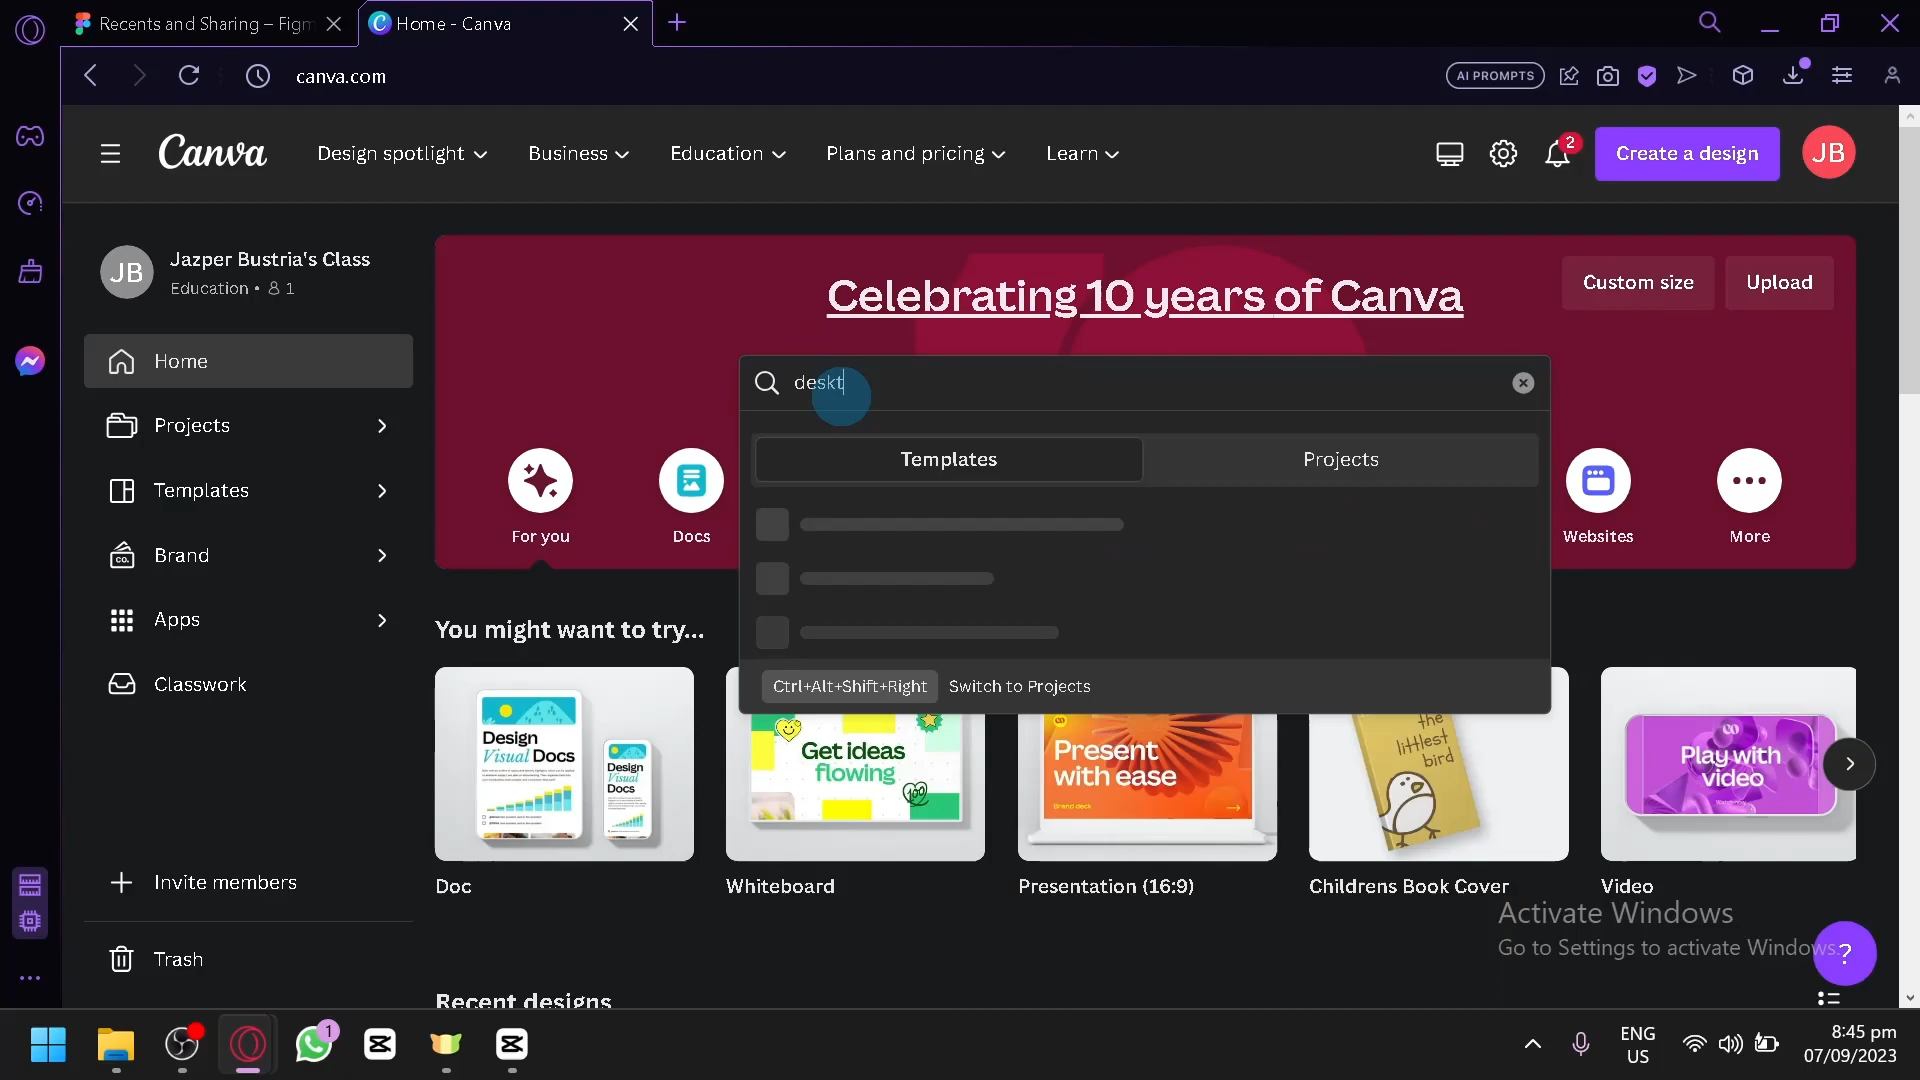 Recents and Sharing – Figm
Home - Canva
canva.com
AI PROMPTS
Canva
Design spotlight
Business
Education
Plans and pricing
Learn
2
Create a design
JB
JB
Jazper Bustria's Class
Education • 1
Celebrating 10 years of Canva
Custom size
Upload
Home
Projects
Templates
Brand
CO.
Apps
Classwork
Invite members
Trash
deskt
Templates
Projects
Ctrl+Alt+Shift+Right
Switch to Projects
For you
Docs
Websites
More
You might want to try...
Design
Visual Docs
Design
Visual
Docs
Get ideas
flowing
100
Present
with ease
Brand deck
the
littlest
bird
Play with
video
Doc
Whiteboard
Presentation (16:9)
Childrens Book Cover
Video
Activate Windows
Go to Settings to activate Windows.
?
Recent designs
1
ENG
US
8:45 pm
07/09/2023